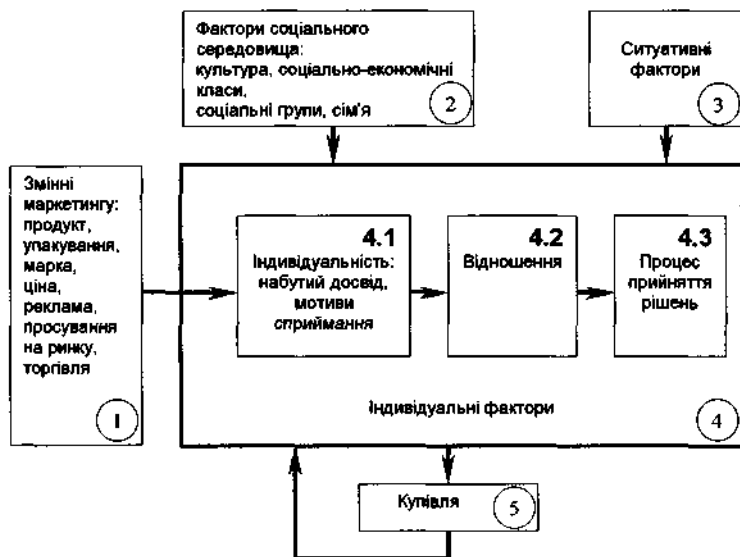 Фактори соціального
середовища:
культура, соціально-економічні
класи,
соціальні групи, сім'я
2
Ситуативні
фактори
3
Змінні
маркетингу:
продукт,
упакування,
марка,
ціна,
реклама,
просування
на ринку,
торгівля
1
4.1
Індивідуальність:
набутий досвід,
мотиви
сприймання
4.2
Відношення
4.3
Процес
прийняття
рішень
Індивідуальні фактори
4
Купівля
5